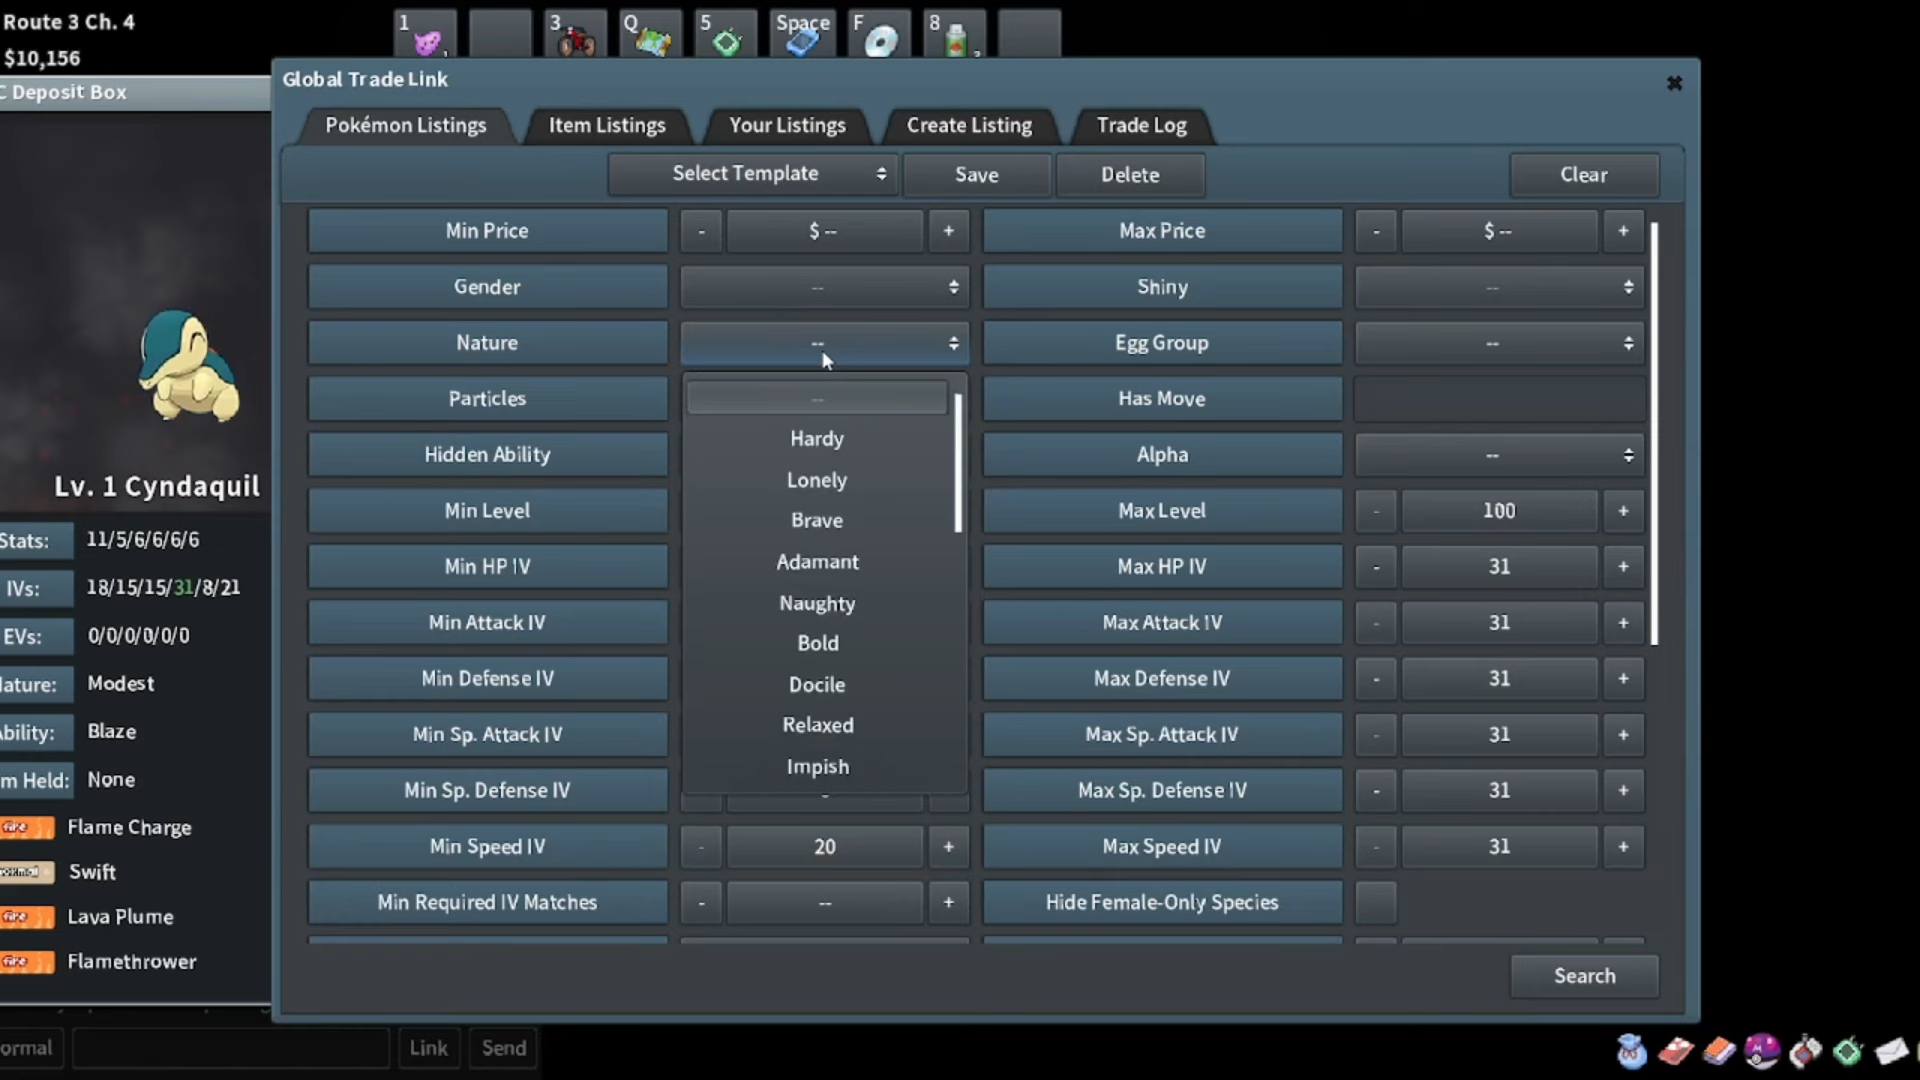 Route 3 Ch. 4
$10,156
1
3
Q
5
Space
F
8
C Deposit Box
Global Trade Link
Pokémon Listings
Item Listings
Your Listings
Create Listing
Trade Log
Select Template
Save
Delete
Clear
Min Price
-
$ --
+
Max Price
-
$ --
+
Gender
--
Shiny
--
Nature
--
Egg Group
--
Particles
--
Has Move
Hardy
Hidden Ability
Lonely
Alpha
--
Min Level
Brave
Max Level
-
100
+
Min HP IV
Adamant
Max HP IV
-
31
+
Min Attack IV
Naughty
Max Attack IV
-
31
+
Min Defense IV
Bold
Docile
Max Defense IV
-
31
+
Min Sp. Attack IV
Relaxed
Max Sp. Attack IV
-
31
+
Min Sp. Defense IV
Impish
Max Sp. Defense IV
-
31
+
Min Speed IV
-
20
+
Max Speed IV
-
31
+
Min Required IV Matches
-
--
+
Hide Female-Only Species
Search
Lv. 1 Cyndaquil
Stats: 11/5/6/6/6/6
IVs: 18/15/15/31/8/21
EVs: 0/0/0/0/0/0
ature: Modest
bility: Blaze
m Held: None
fire Flame Charge
Swift
fire Lava Plume
fire Flamethrower
ormal
Link
Send